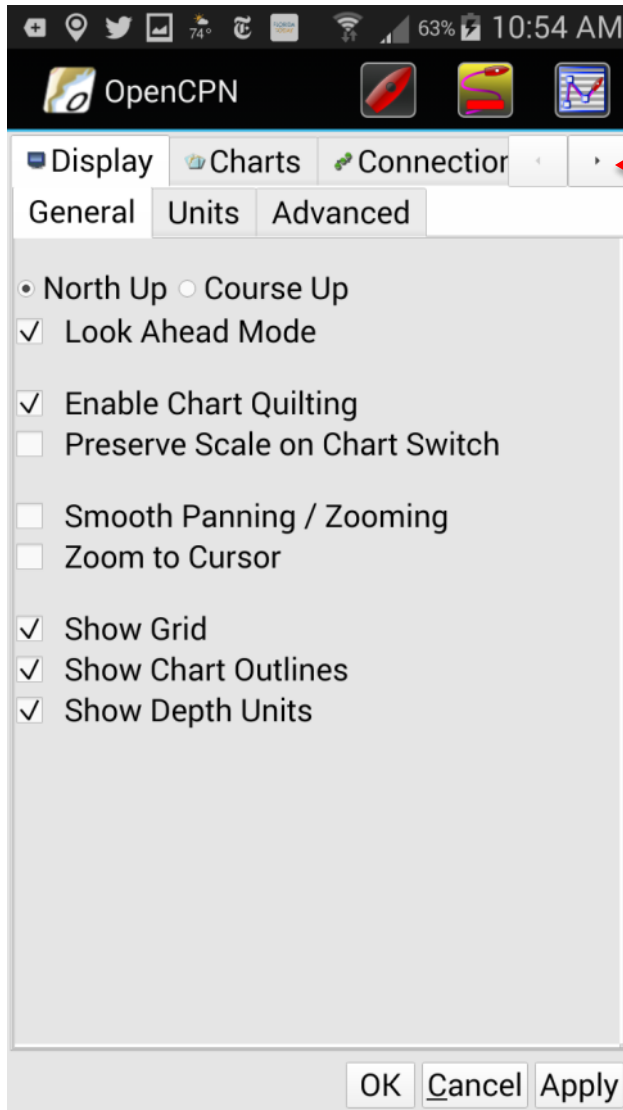 74°
63% 10:54 AM
OpenCPN
Display Charts Connection
General Units Advanced
North Up Course Up
Look Ahead Mode
Enable Chart Quilting
Preserve Scale on Chart Switch
Smooth Panning / Zooming
Zoom to Cursor
Show Grid
Show Chart Outlines
Show Depth Units
OK Cancel Apply